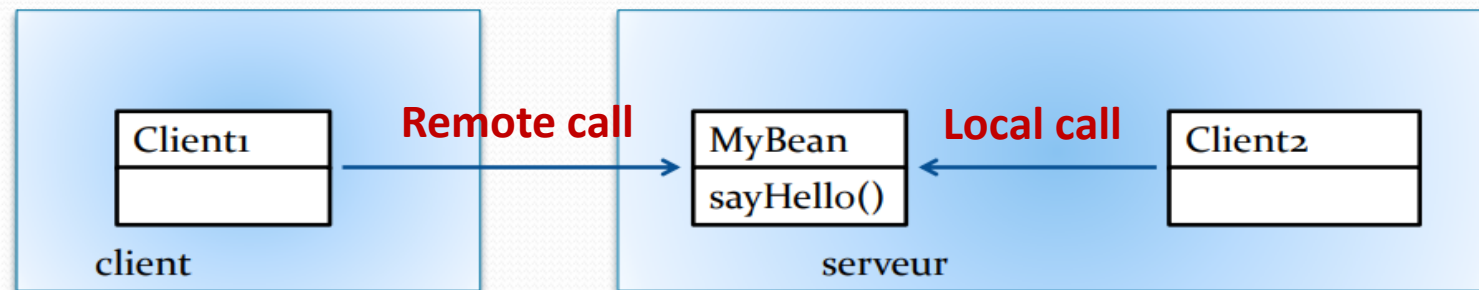 Client1
Remote call
MyBean
sayHello()
Local call
Client2
client
serveur